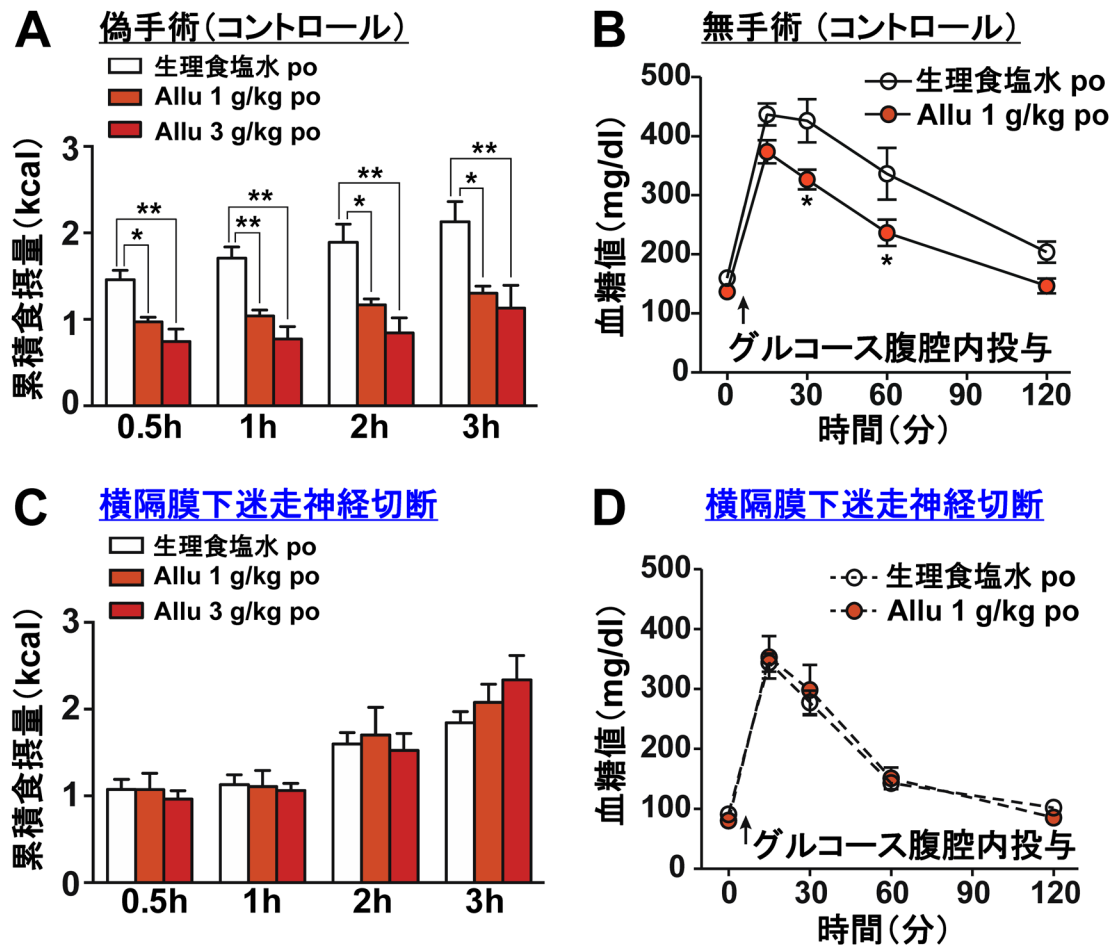 A 偽手術(コントロール)
生理食塩水 po
Allu 1 g/kg po
Allu 3 g/kg po
累積食摂量(kcal)
3
2
1
0
** ** ** **
* ** * *
0.5h 1h 2h 3h
B 無手術 (コントロール)
生理食塩水 po
Allu 1 g/kg po
血糖値(mg/dl)
500
400
300
200
100
0
*
*
グルコース腹腔内投与
0 30 60 90 120
時間(分)
C 横隔膜下迷走神経切断
生理食塩水 po
Allu 1 g/kg po
Allu 3 g/kg po
累積食摂量(kcal)
3
2
1
0
0.5h 1h 2h 3h
D 横隔膜下迷走神経切断
生理食塩水 po
Allu 1 g/kg po
血糖値(mg/dl)
500
400
300
200
100
0
グルコース腹腔内投与
0 30 60 90 120
時間(分)